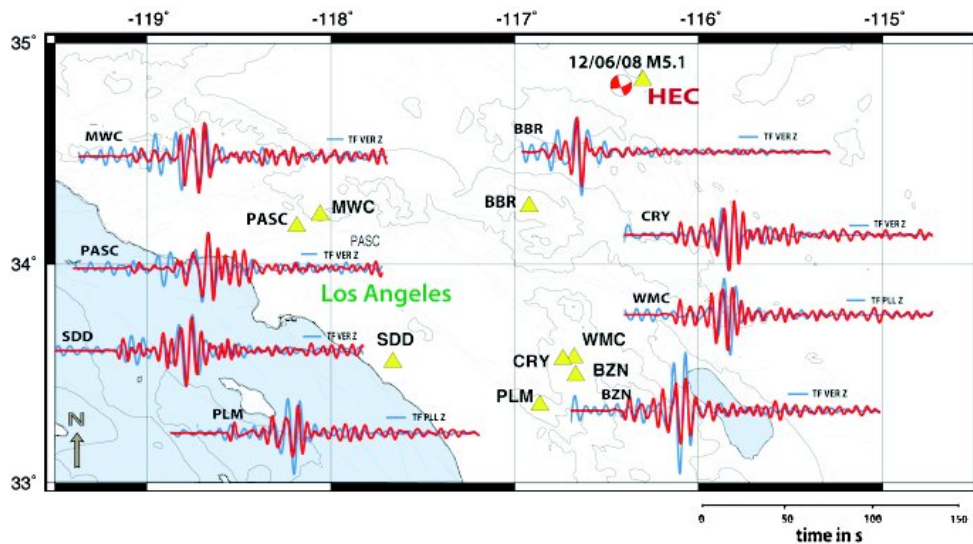 -119° -118° -117° -116° -115°
35°
12/06/08 M5.1
HEC
MWC
TF VER Z
BBR
TF VER Z
PASC
MWC
BBR
CRY
TF VER Z
PASC
PASC
TF VER Z
34°
Los Angeles
WMC
TF PLL Z
SDD
TF VER Z
SDD
CRY
WMC
BZN
PLM
BZN
TF VER Z
PLM
TF PLL Z
N
33°
0 50 100 150
time in s